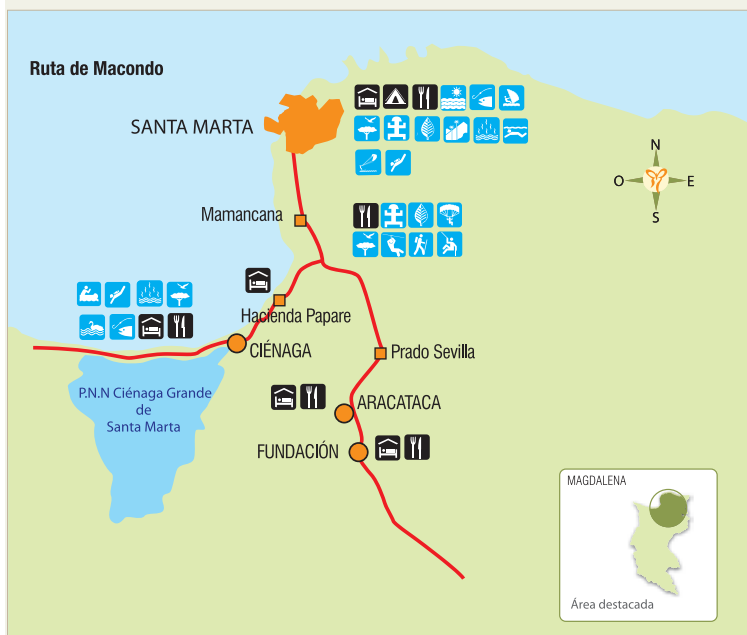 Ruta de Macondo
SANTA MARTA
N
O
E
S
Mamancana
Hacienda Papare
CIÉNAGA
Prado Sevilla
P.N.N Ciénaga Grande
de
Santa Marta
ARACATACA
FUNDACIÓN
MAGDALENA
Área destacada